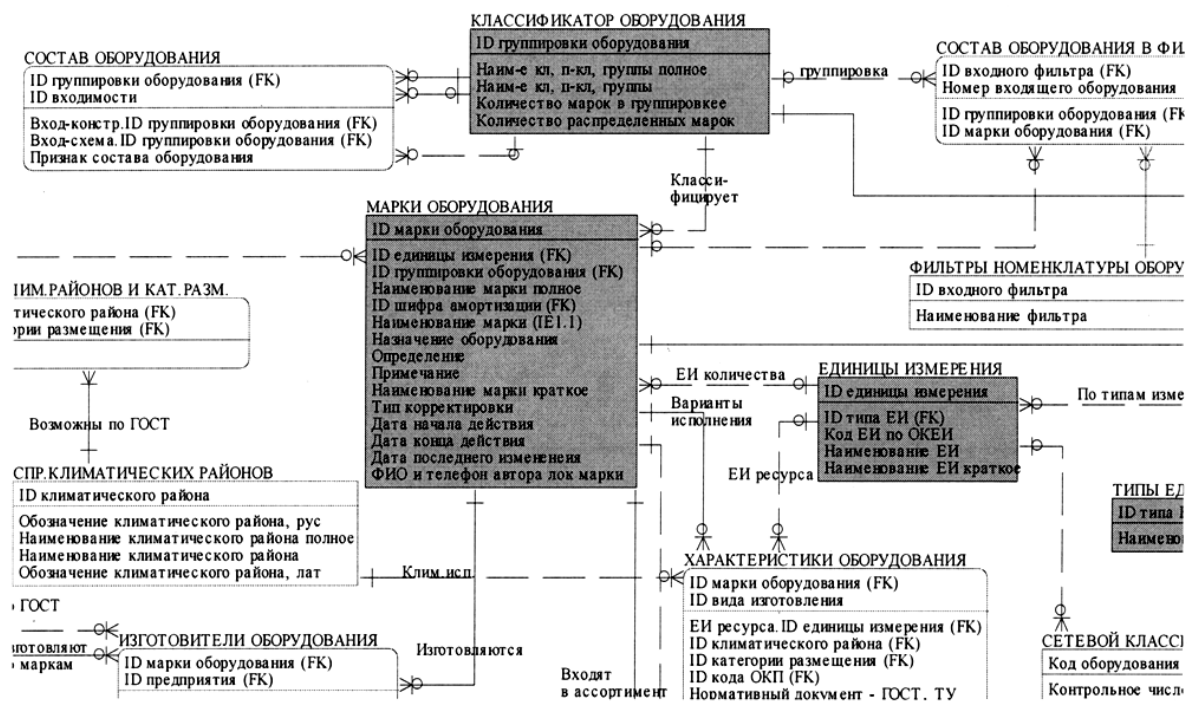 КЛАССИФИКАТОР ОБОРУДОВАНИЯ
ID группировки оборудования
Наим-е кл, п-кл, группы полное
Наим-е кл, п-кл, группы
Количество марок в группировкее
Количество распределенных марок
СОСТАВ ОБОРУДОВАНИЯ
ID группировки оборудования (FK)
ID входимости
Вход-констр.ID группировки оборудования (FK)
Вход-схема.ID группировки оборудования (FK)
Признак состава оборудования
группировка
СОСТАВ ОБОРУДОВАНИЯ В ФИ
ID входного фильтра (FK)
Номер входящего оборудования
ID группировки оборудования (FK
ID марки оборудования (FK)
Класси-
фицирует
МАРКИ ОБОРУДОВАНИЯ
ID марки оборудования
ID единицы измерения (FK)
ID группировки оборудования (FK)
Наименование марки полное
ID шифра амортизации (FK)
Наименование марки (IE1.1)
Назначение оборудования
Определение
Примечание
Наименование марки краткое
Тип корректировки
Дата начала действия
Дата конца действия
Дата последнего изменененя
ФИО и телефон автора лок марки
ФИЛЬТРЫ НОМЕНКЛАТУРЫ ОБОРУ
ID входного фильтра
Наименование фильтра
ИМ.РАЙОНОВ И КАТ.РАЗМ.
тического района (FK)
рии размещения (FK)
Возможны по ГОСТ
ЕИ количества
Варианты
исполнения
ЕИ ресурса
ЕДИНИЦЫ ИЗМЕРЕНИЯ
ID единицы измерения
ID типа ЕИ (FK)
Код ЕИ по ОКЕИ
Наименование ЕИ
Наименование ЕИ краткое
По типам изме
СПР.КЛИМАТИЧЕСКИХ РАЙОНОВ
ID климатического района
Обозначение климатического района, рус
Наименование климатического района полное
Наименование климатического района
Обозначение климатического района, лат
ТИПЫ ЕД
ID типа
Наимено
Клим.исп
ХАРАКТЕРИСТИКИ ОБОРУДОВАНИЯ
ID марки оборудования (FK)
ID вида изготовления
ЕИ ресурса.ID единицы измерения (FK)
ID климатического района (FK)
ID категории размещения (FK)
ID кода ОКП (FK)
Нормативный документ - ГОСТ, ТУ
ГОСТ
отовляют
маркам
ИЗГОТОВИТЕЛИ ОБОРУДОВАНИЯ
ID марки оборудования (FK)
ID предприятия (FK)
Изготовляются
Входят
в ассортимент
СЕТЕВОЙ КЛАССИ
Код оборудования
Контрольное числ